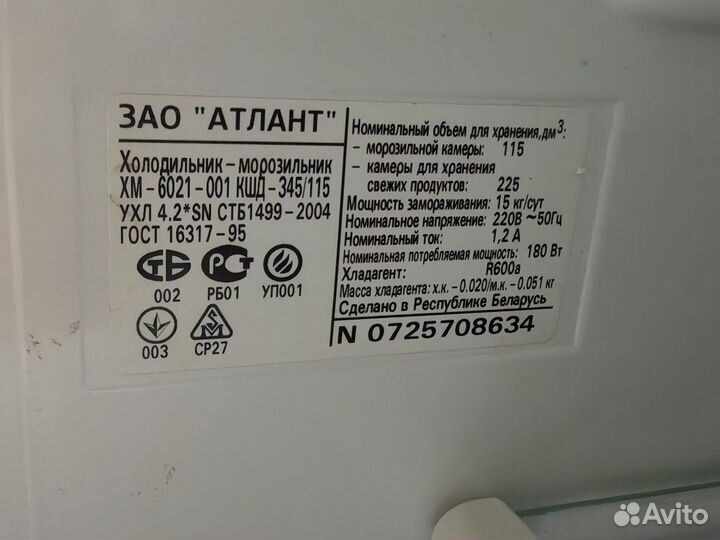 ЗАО "АТЛАНТ"
Холодильник – морозильник
ХМ – 6021 – 001 КШД – 345/115
УХЛ 4.2*SN СТБ1499 – 2004
ГОСТ 16317 – 95
002 РБ01 УП001
003 СР27
Номинальный объем для хранения,дм³:
– морозильной камеры: 115
– камеры для хранения
свежих продуктов: 225
Мощность замораживания: 15 кг/сут
Номинальное напряжение: 220В ~50Гц
Номинальный ток: 1,2 А
Номинальная потребляемая мощность: 180 Вт
Хладагент: R600a
Масса хладагента: х.к. – 0.020/м.к. – 0.051 кг
Сделано в Республике Беларусь
N 0725708634
Avito